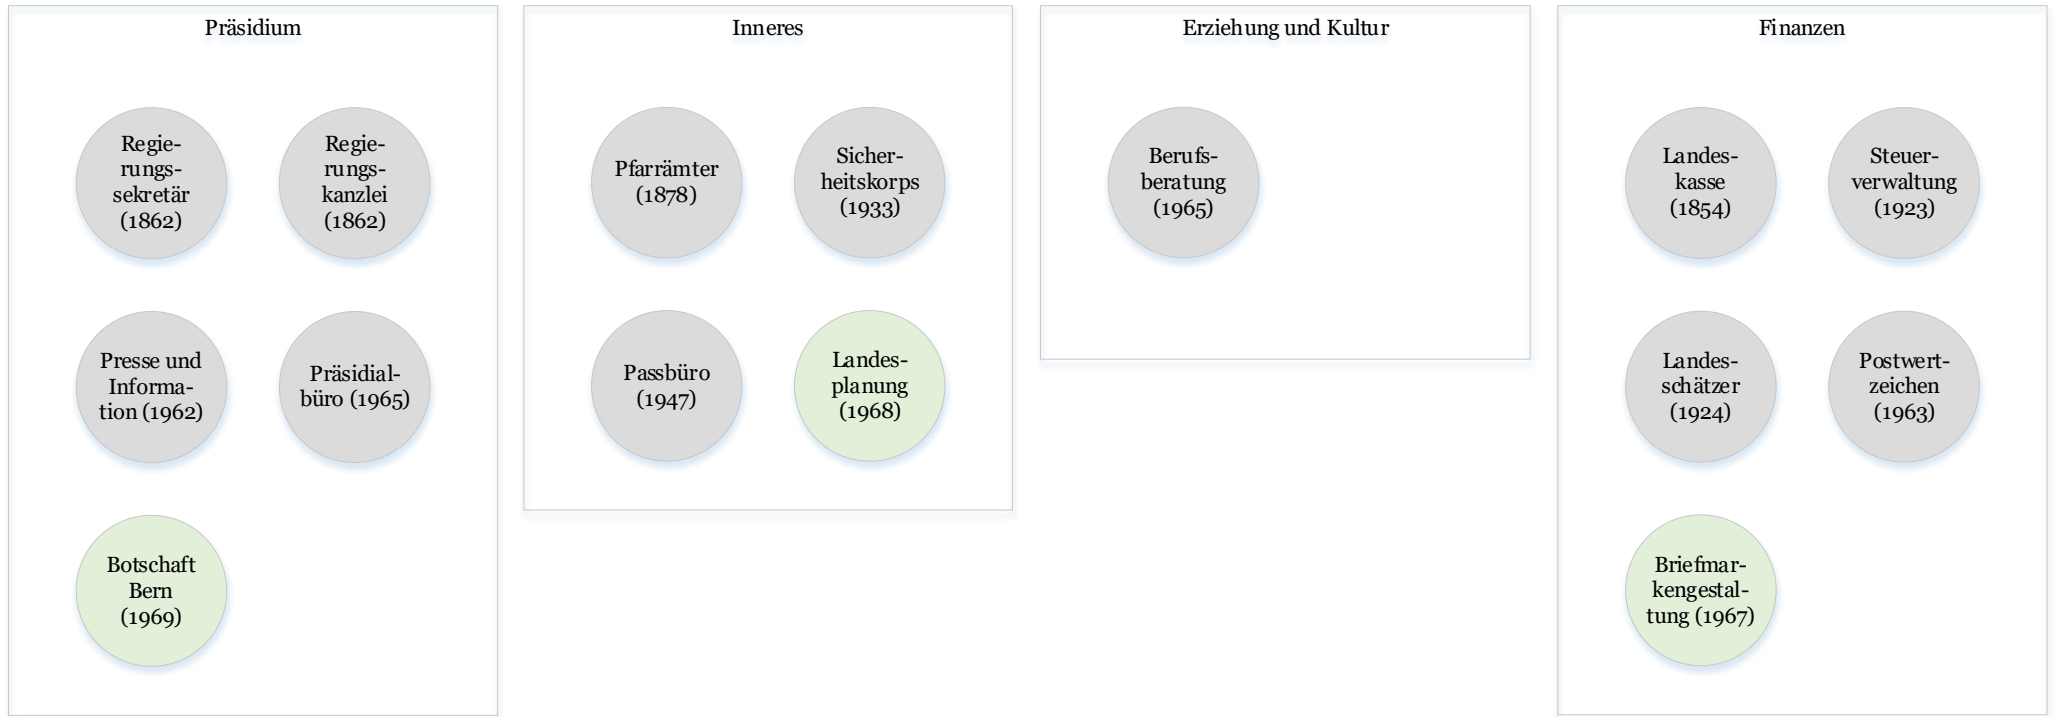 Präsidium
Regie-
rungs-
sekretär
(1862)
Regie-
rungs-
kanzlei
(1862)
Presse und
Informa-
tion (1962)
Präsidial-
büro (1965)
Botschaft
Bern
(1969)
Inneres
Pfarrämter
(1878)
Sicher-
heitskorps
(1933)
Passbüro
(1947)
Landes-
planung
(1968)
Erziehung und Kultur
Berufs-
beratung
(1965)
Finanzen
Landes-
kasse
(1854)
Steuer-
verwaltung
(1923)
Landes-
schätzer
(1924)
Postwert-
zeichen
(1963)
Briefmar-
kengestal-
tung (1967)